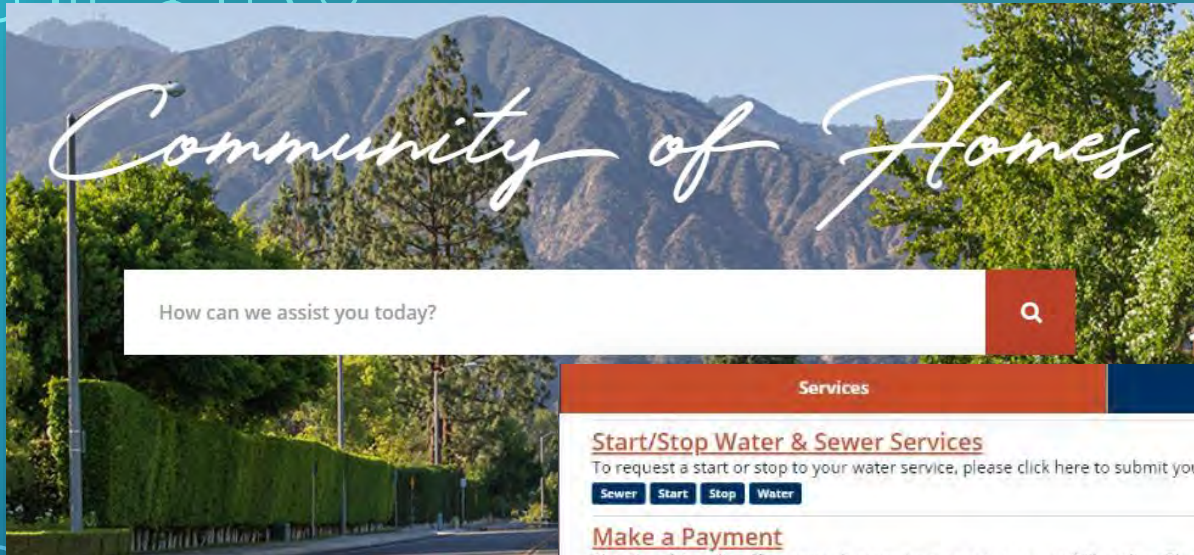 Community of Homes
How can we assist you today?
Services
Start/Stop Water & Sewer Services
To request a start or stop to your water service, please click here to submit you
Sewer Start Stop Water
Make a Payment